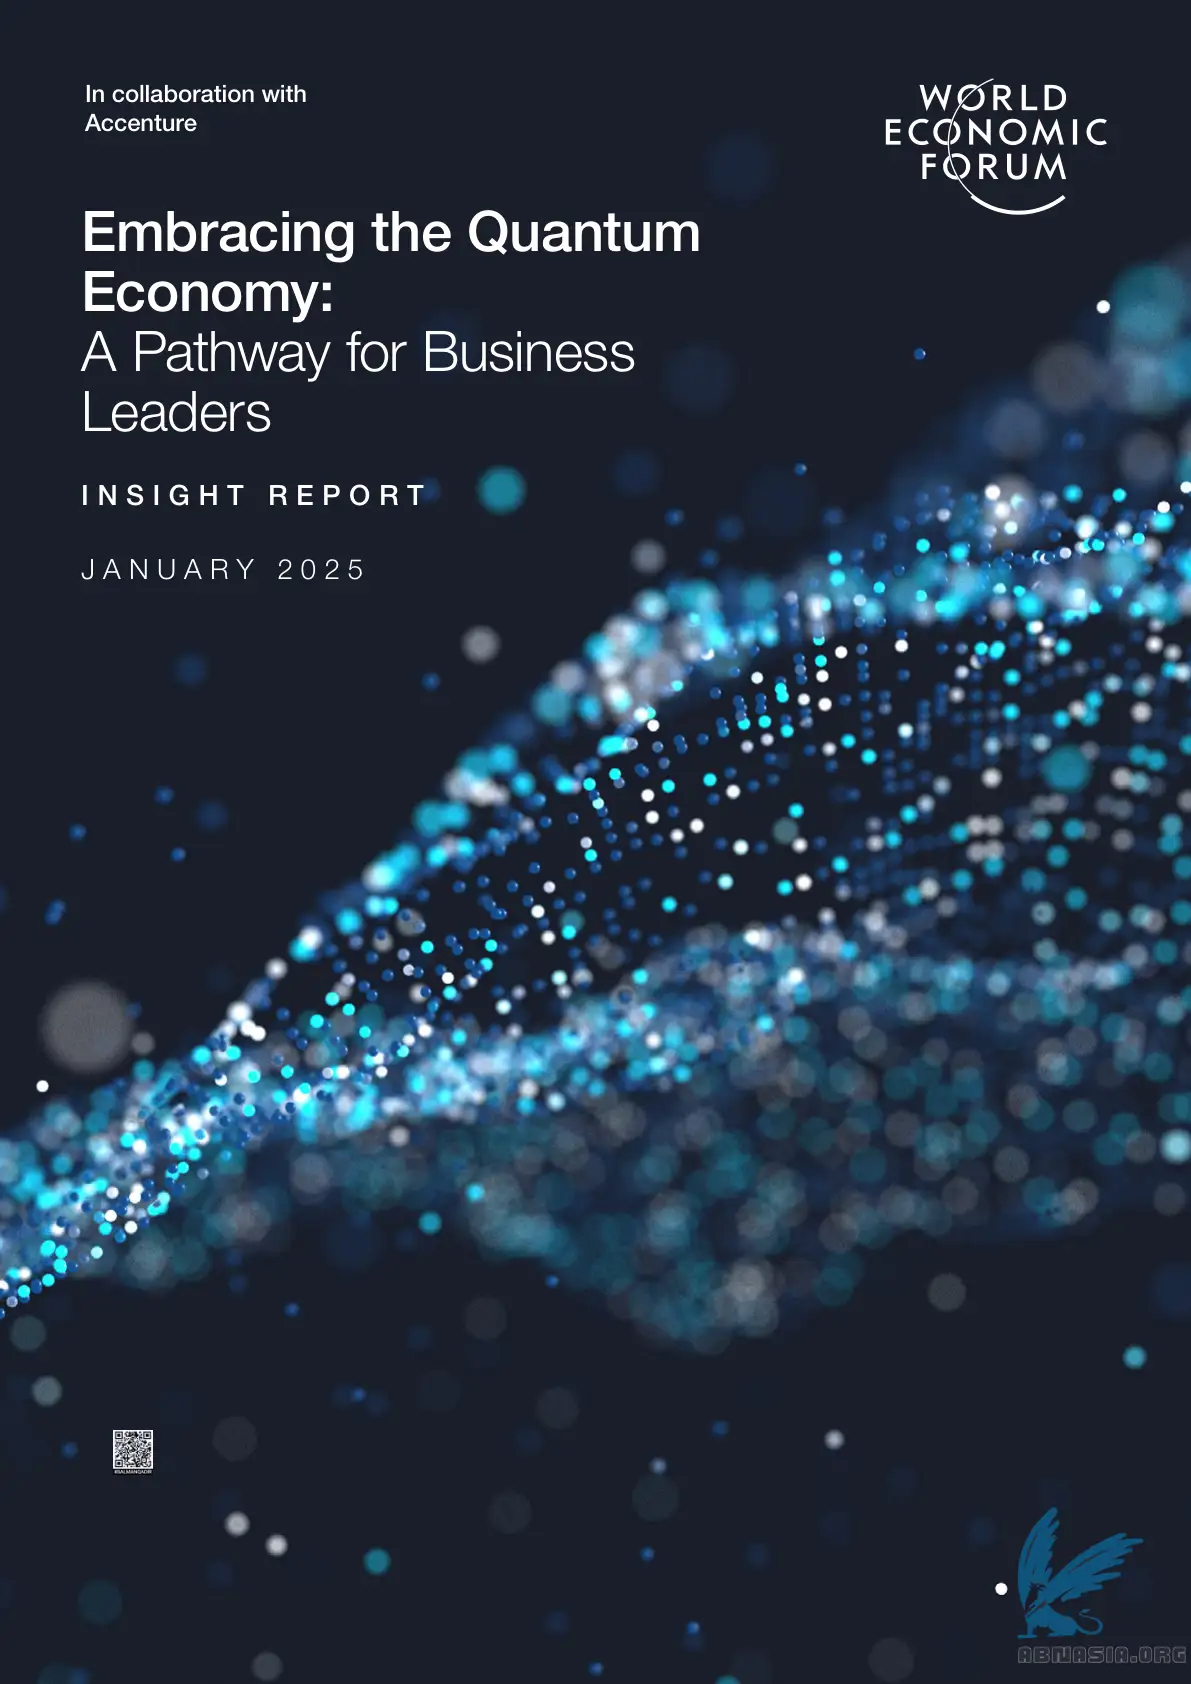 In collaboration with
Accenture
WORLD
ECONOMIC
FORUM
Embracing the Quantum
Economy:
A Pathway for Business
Leaders
INSIGHT REPORT
JANUARY 2025
#SALMANQADIR
ABNASIA.ORG